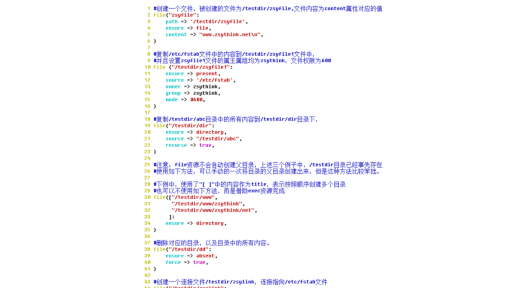 1 #创建一个文件，被创建的文件为/testdir/zsyfile,文件内容为content属性对应的值
2 file{"zsyfile":
3 path => '/testdir/zsyfile',
4 ensure => file,
5 content => "www.zsythink.net\n",
6 }
7
8 #复制/etc/fstab文件中的内容到/testdir/zsyfile1文件中,
9 #并且设置zsyfile1文件的属主属组均为zsythink，文件权限为600
10 file {"/testdir/zsyfile1":
11 ensure => present,
12 source => '/etc/fstab',
13 owner => zsythink,
14 group => zsythink,
15 mode => 0600,
16 }
17
18 #复制/testdir/abc目录中的所有内容到/testdir/dir目录下.
19 file{"/testdir/dir":
20 ensure => directory,
21 source => "/testdir/abc",
22 recurse => true,
23 }
24
25 #注意：file资源不会自动创建父目录，上述三个例子中，/testdir目录已经事先存在
26 #使用如下方法，可以手动的一次将目录的父目录创建出来，但是这种方法比较笨拙。
27
28 #下例中，使用了"[ ]"中的内容作为title，表示按照顺序创建多个目录
29 #也可以不使用如下方法，而是借助exec资源完成
30 file{["/testdir/www",
31 "/testdir/www/zsythink",
32 "/testdir/www/zsythink/net",
33 ]:
34 ensure => directory,
35 }
36
37 #删除对应的目录，以及目录中的所有内容。
38 file{"/testdir/dd":
39 ensure => absent,
40 force => true,
41 }
42
43 #创建一个连接文件/testdir/zsylink，连接指向/etc/fstab文件